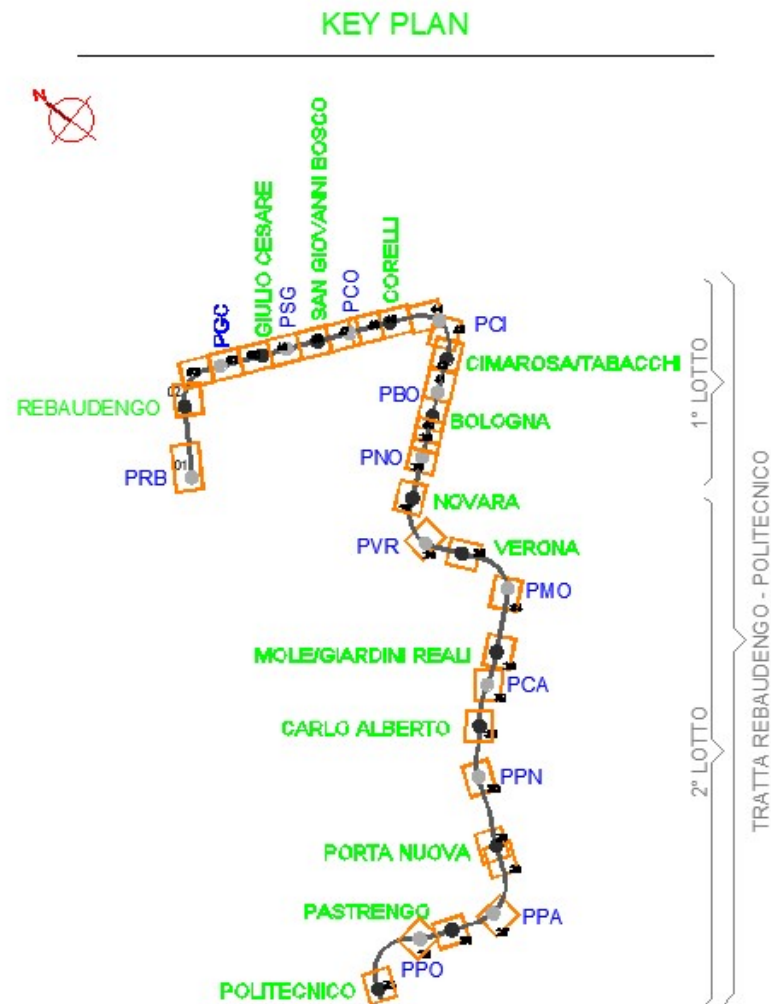 KEY PLAN
N
PGC
GIULIO CESARE
PSG
SAN GIOVANNI BOSCO
PCO
CORELLI
PCI
CIMAROSA/TABACCHI
02
REBAUDENGO
PBO
BOLOGNA
01
PRB
PNO
NOVARA
PVR
VERONA
PMO
MOLE/GIARDINI REALI
PCA
CARLO ALBERTO
PPN
PORTA NUOVA
PASTRENGO
PPA
PPO
POLITECNICO
1° LOTTO
2° LOTTO
TRATTA REBAUDENGO - POLITECNICO